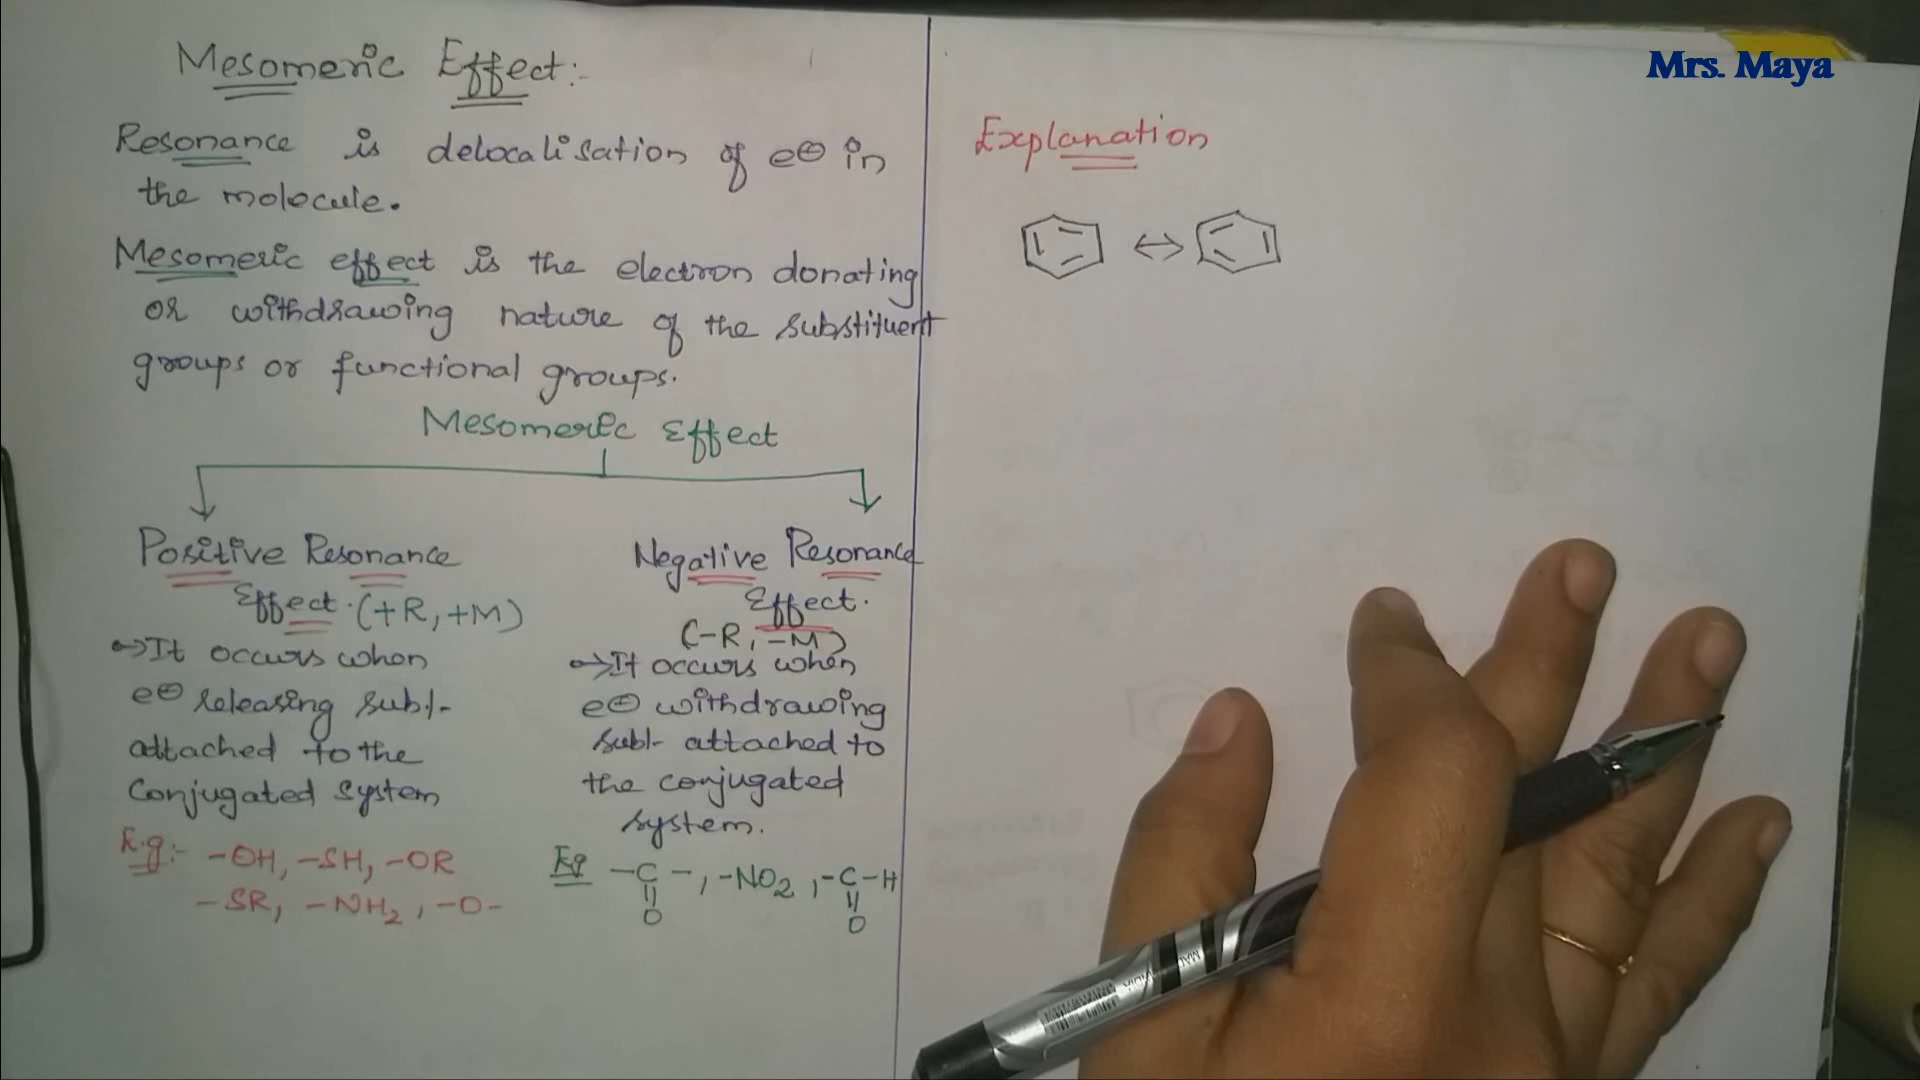 Mesomeric Effect:-
Resonance is delocalisation of e⊖ in
the molecule.
Mesomeric effect is the electron donating
or withdrawing nature of the substituent
groups or functional groups.
Mesomeric Effect
Positive Resonance
Effect. (+R, +M)
→It occurs when
e⊖ releasing subt-
attached to the
Conjugated system
E.g:- -OH, -SH, -OR
-SR, -NH2, -O-
Negative Resonance
Effect.
(-R, -M)
→It occurs when
e⊖ withdrawing
subt- attached to
the conjugated
system.
Eg -C-, -NO2, -C-H
O O
Mrs. Maya
Explanation